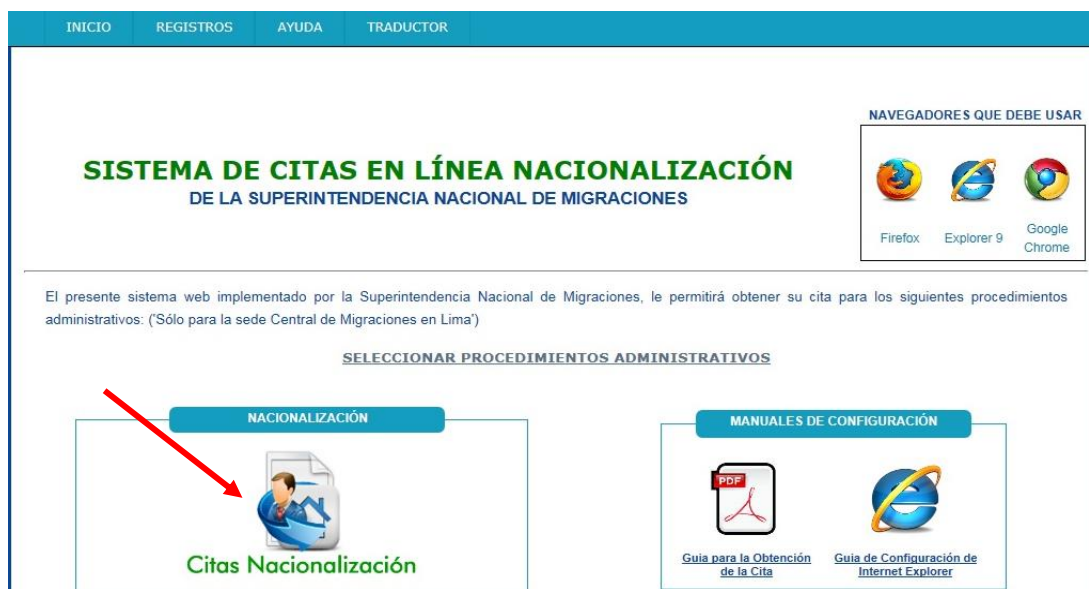 INICIO REGISTROS AYUDA TRADUCTOR
NAVEGADORES QUE DEBE USAR
SISTEMA DE CITAS EN LÍNEA NACIONALIZACIÓN
DE LA SUPERINTENDENCIA NACIONAL DE MIGRACIONES
Firefox Explorer 9 Google
Chrome
El presente sistema web implementado por la Superintendencia Nacional de Migraciones, le permitirá obtener su cita para los siguientes procedimientos
administrativos: ('Sólo para la sede Central de Migraciones en Lima')
SELECCIONAR PROCEDIMIENTOS ADMINISTRATIVOS
NACIONALIZACIÓN
Citas Nacionalización
MANUALES DE CONFIGURACIÓN
PDF
Guia para la Obtención
de la Cita
Guia de Configuración de
Internet Explorer